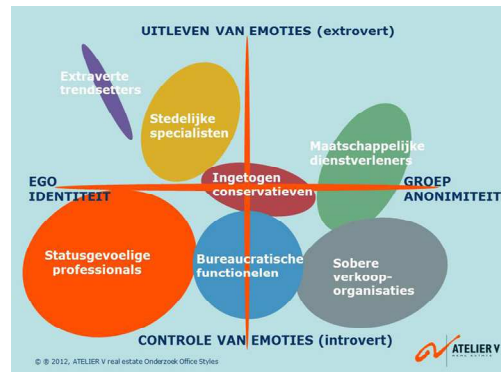 UITLEVEN VAN EMOTIES (extrovert)
Extraverte
trendsetters
Stedelijke
specialisten
Maatschappelijke
dienstverleners
EGO
IDENTITEIT
Ingetogen
conservatieven
GROEP
ANONIMITEIT
Statusgevoelige
professionals
Bureaucratische
functionelen
Sobere
verkoop-
organisaties
CONTROLE VAN EMOTIES (introvert)
ATELIER V
© ® 2012, ATELIER V real estate Onderzoek Office Styles